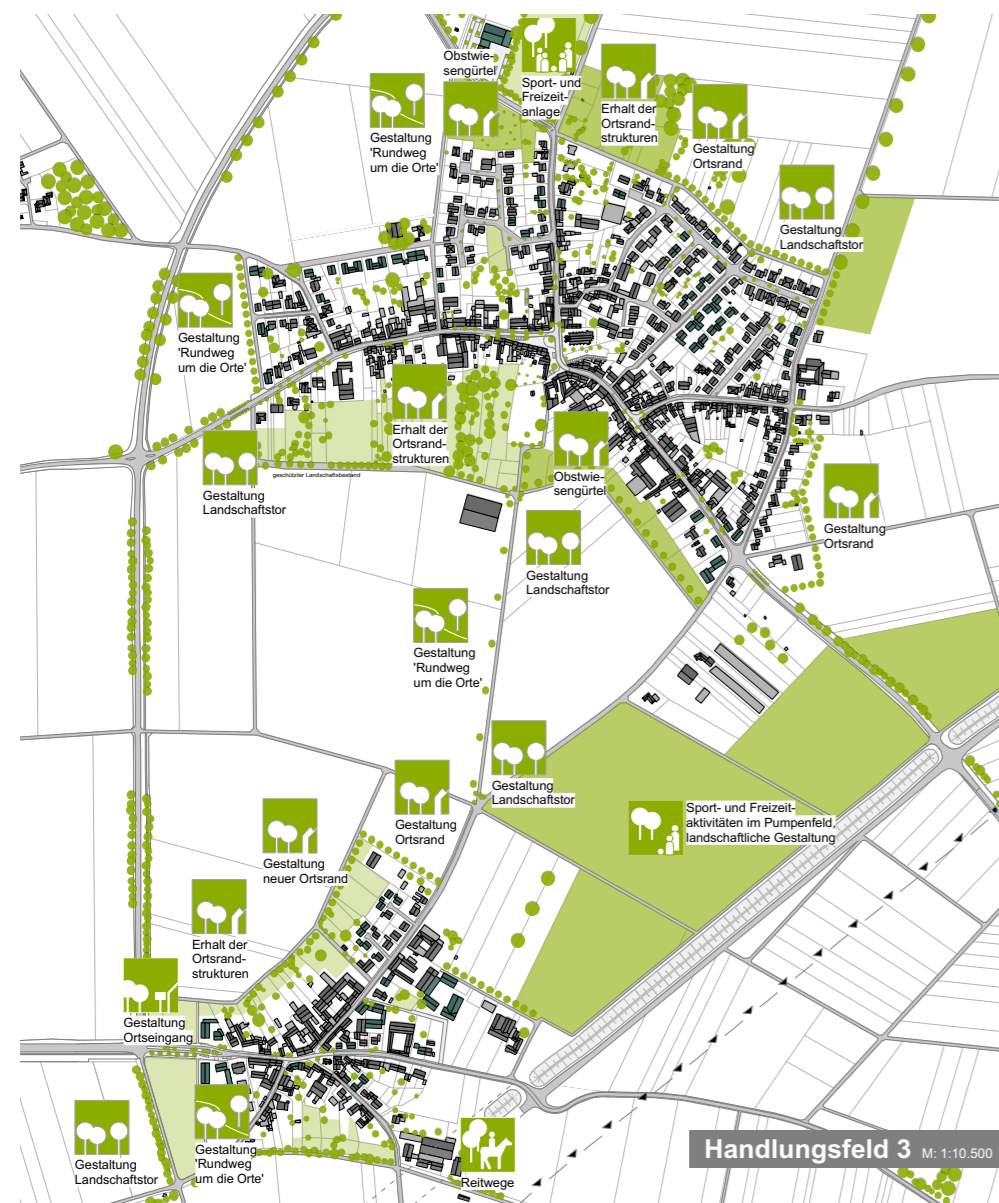 Obstwie-
sengürtel
Sport- und
Freizeit-
anlage
Erhalt der
Ortsrand-
strukturen
Gestaltung
'Rundweg
um die Orte'
Gestaltung
Ortsrand
Gestaltung
Landschaftstor
Gestaltung
'Rundweg
um die Orte'
Erhalt der
Ortsrand-
strukturen
geschützter Landschaftsbestand
Gestaltung
Landschaftstor
Obstwie-
sengürtel
Gestaltung
Ortsrand
Gestaltung
Landschaftstor
Gestaltung
'Rundweg
um die Orte'
Gestaltung
Landschaftstor
Gestaltung
Ortsrand
Sport- und Freizeit-
aktivitäten im Pumpenfeld,
landschaftliche Gestaltung
Gestaltung
neuer Ortsrand
Erhalt der
Ortsrand-
strukturen
Gestaltung
Ortseingang
Gestaltung
Landschaftstor
Gestaltung
'Rundweg
um die Orte'
Reitwege
Handlungsfeld 3 M: 1:10.500